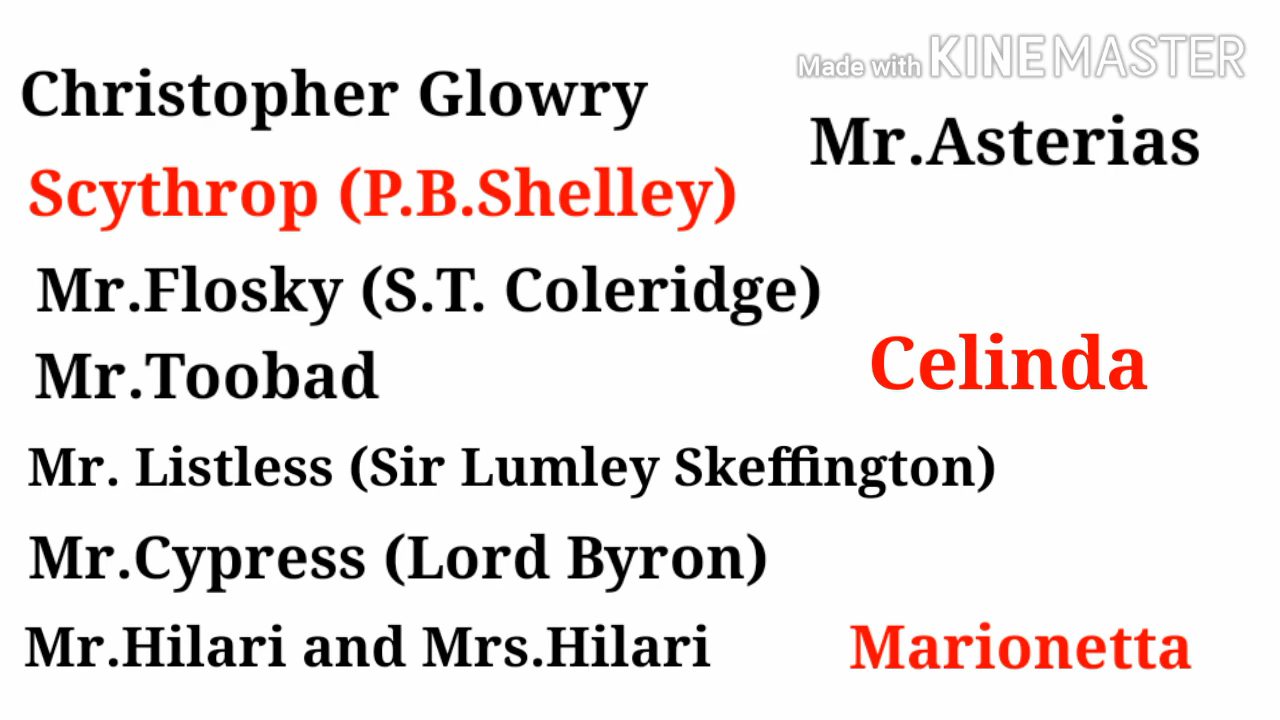 Made with KINEMASTER
Christopher Glowry
Mr.Asterias
Scythrop (P.B.Shelley)
Mr.Flosky (S.T. Coleridge)
Mr.Toobad
Celinda
Mr. Listless (Sir Lumley Skeffington)
Mr.Cypress (Lord Byron)
Mr.Hilari and Mrs.Hilari
Marionetta